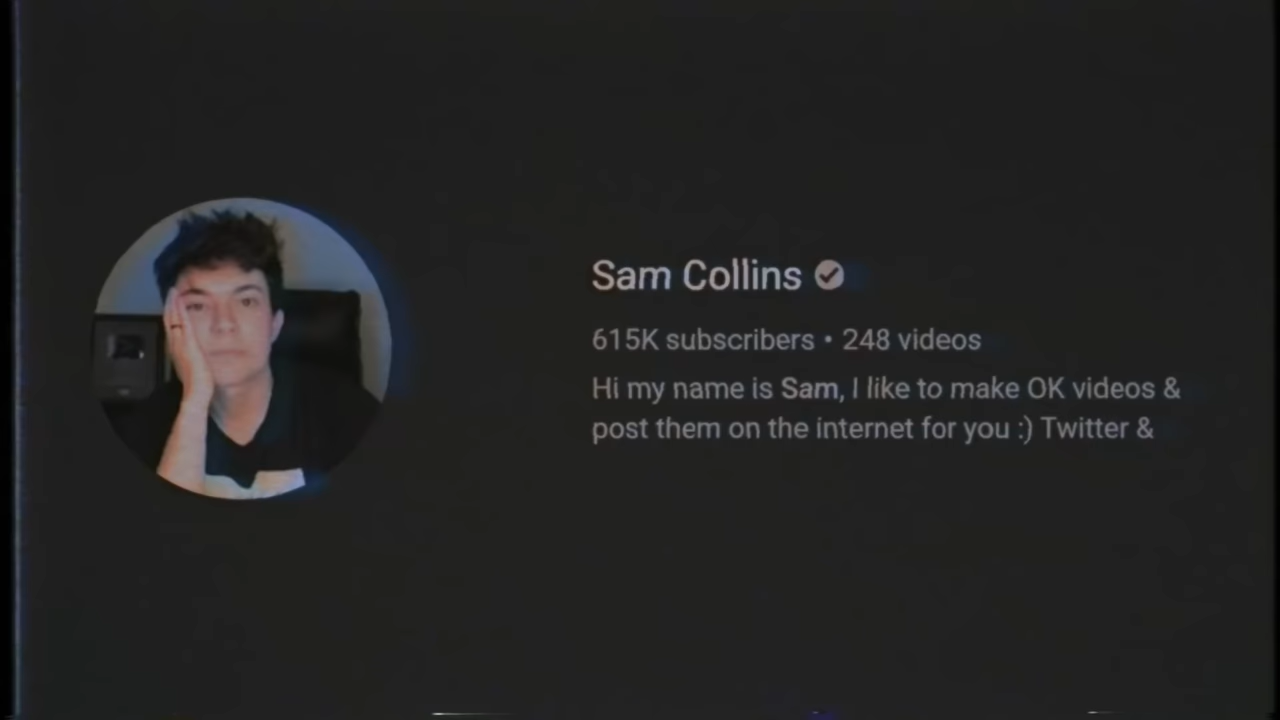 Sam Collins
615K subscribers • 248 videos
Hi my name is Sam, I like to make OK videos &
post them on the internet for you :) Twitter &